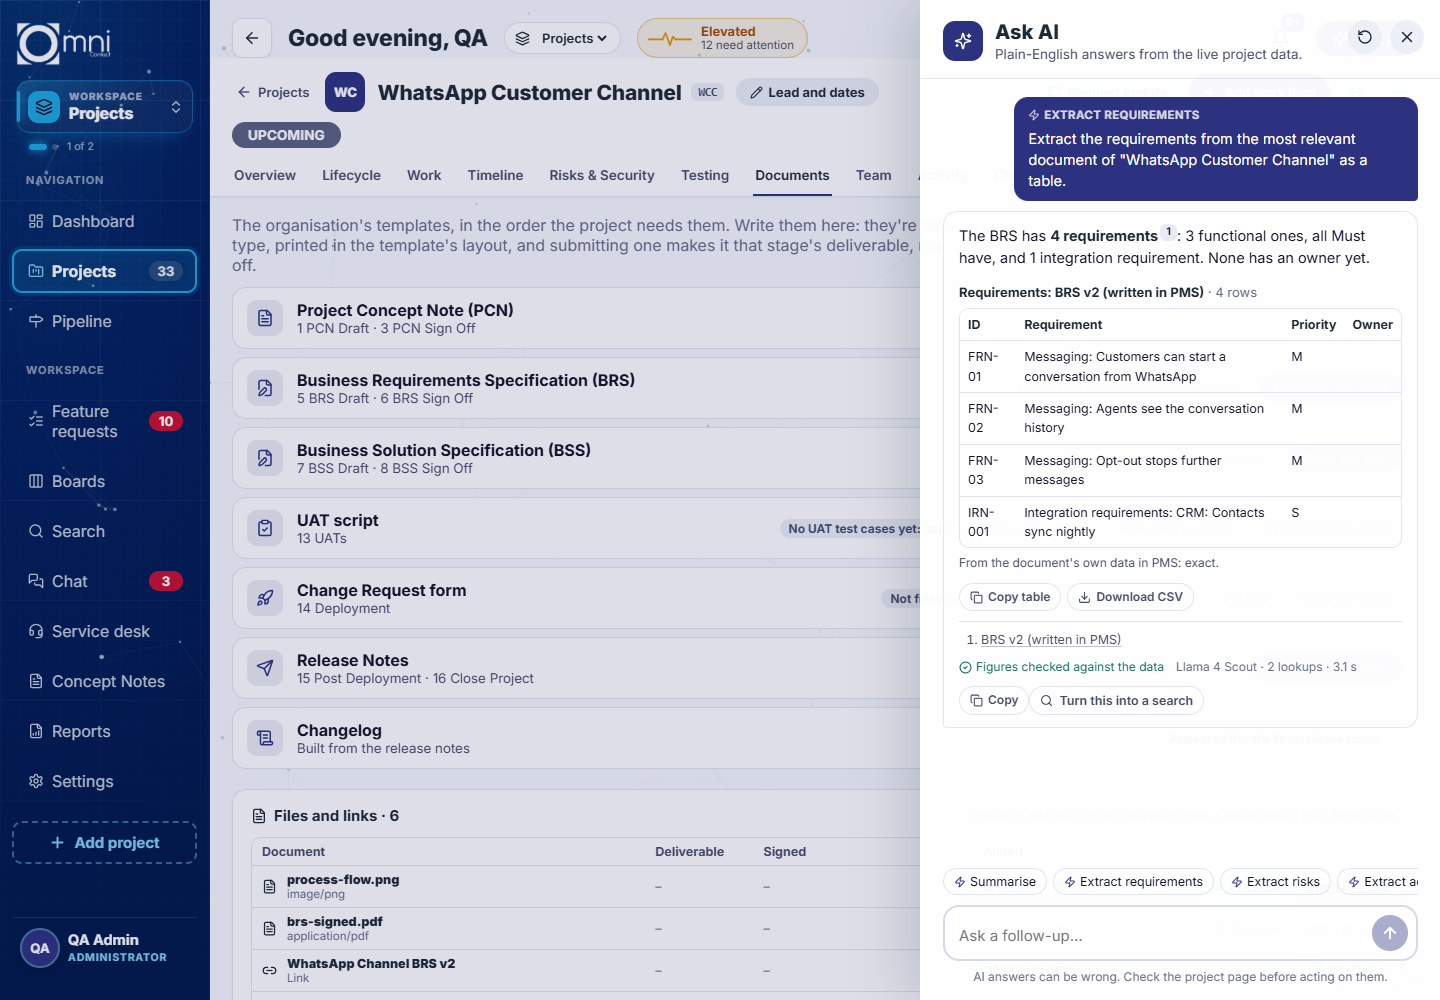 Omni
Contact
WORKSPACE
Projects
1 of 2
NAVIGATION
Dashboard
Projects 33
Pipeline
WORKSPACE
Feature requests 10
Boards
Search
Chat 3
Service desk
Concept Notes
Reports
Settings
+ Add project
QA
QA Admin
ADMINISTRATOR
Good evening, QA
Projects
Elevated
12 need attention
Projects
WC
WhatsApp Customer Channel
WCC
Lead and dates
UPCOMING
Overview Lifecycle Work Timeline Risks & Security Testing Documents Team
The organisation's templates, in the order the project needs them. Write them here: they're
type, printed in the template's layout, and submitting one makes it that stage's deliverable,
off.
Project Concept Note (PCN)
1 PCN Draft · 3 PCN Sign Off
Business Requirements Specification (BRS)
5 BRS Draft · 6 BRS Sign Off
Business Solution Specification (BSS)
7 BSS Draft · 8 BSS Sign Off
UAT script
13 UATs
No UAT test cases yet:
Change Request form
14 Deployment
Not
Release Notes
15 Post Deployment · 16 Close Project
Changelog
Built from the release notes
Files and links · 6
Document Deliverable Signed
process-flow.png – –
image/png
brs-signed.pdf – –
application/pdf
WhatsApp Channel BRS v2 – –
Link
Ask AI
Plain-English answers from the live project data.
EXTRACT REQUIREMENTS
Extract the requirements from the most relevant
document of "WhatsApp Customer Channel" as a
table.
The BRS has 4 requirements 1 : 3 functional ones, all Must
have, and 1 integration requirement. None has an owner yet.
Requirements: BRS v2 (written in PMS) · 4 rows
ID Requirement Priority Owner
FRN-01 Messaging: Customers can start a conversation from WhatsApp M
FRN-02 Messaging: Agents see the conversation history M
FRN-03 Messaging: Opt-out stops further messages M
IRN-001 Integration requirements: CRM: Contacts sync nightly S
From the document's own data in PMS: exact.
Copy table Download CSV
1. BRS v2 (written in PMS)
Figures checked against the data Llama 4 Scout · 2 lookups · 3.1 s
Copy Turn this into a search
Appears after the first release notes
Summarise Extract requirements Extract risks Extract ac
Ask a follow-up...
AI answers can be wrong. Check the project page before acting on them.